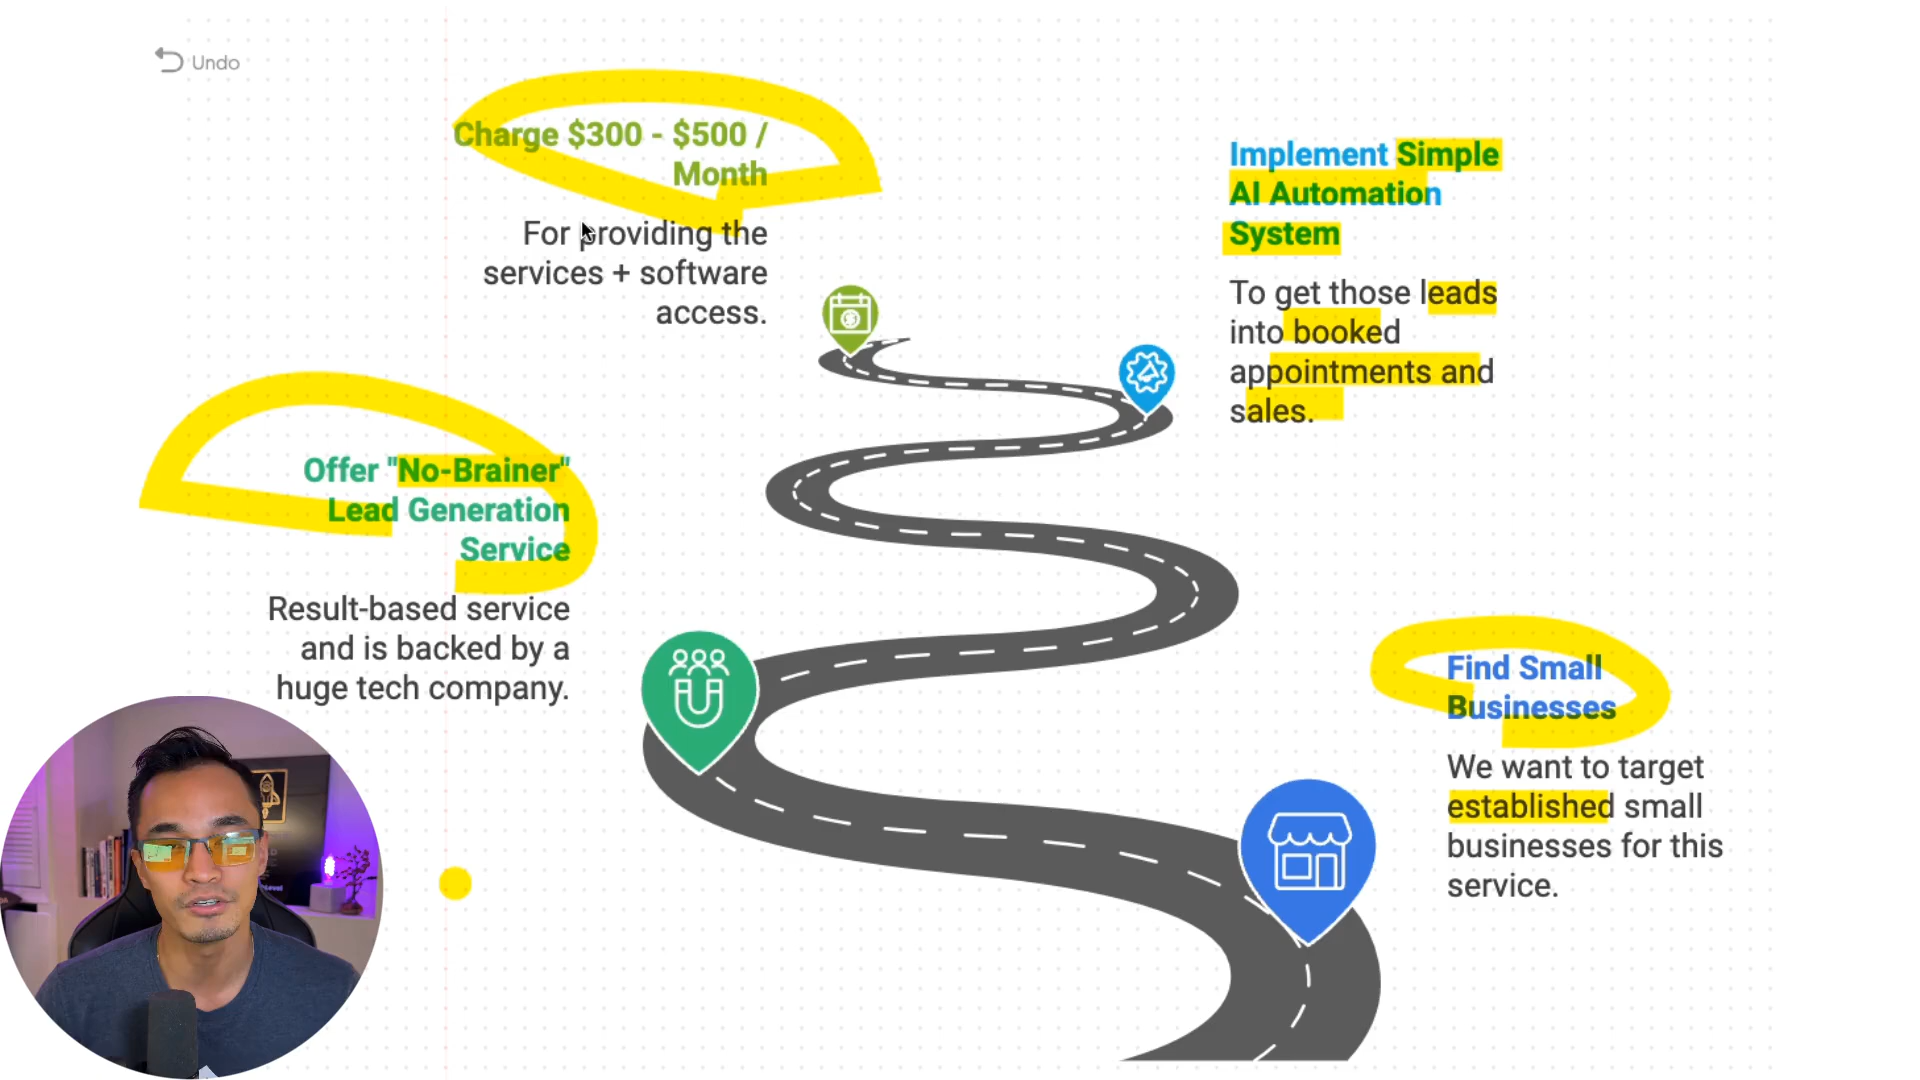 Undo
Charge $300 - $500 /
Month
For providing the
services + software
access.
Implement Simple
AI Automation
System
To get those leads
into booked
appointments and
sales.
Offer "No-Brainer"
Lead Generation
Service
Result-based service
and is backed by a
huge tech company.
Find Small
Businesses
We want to target
established small
businesses for this
service.